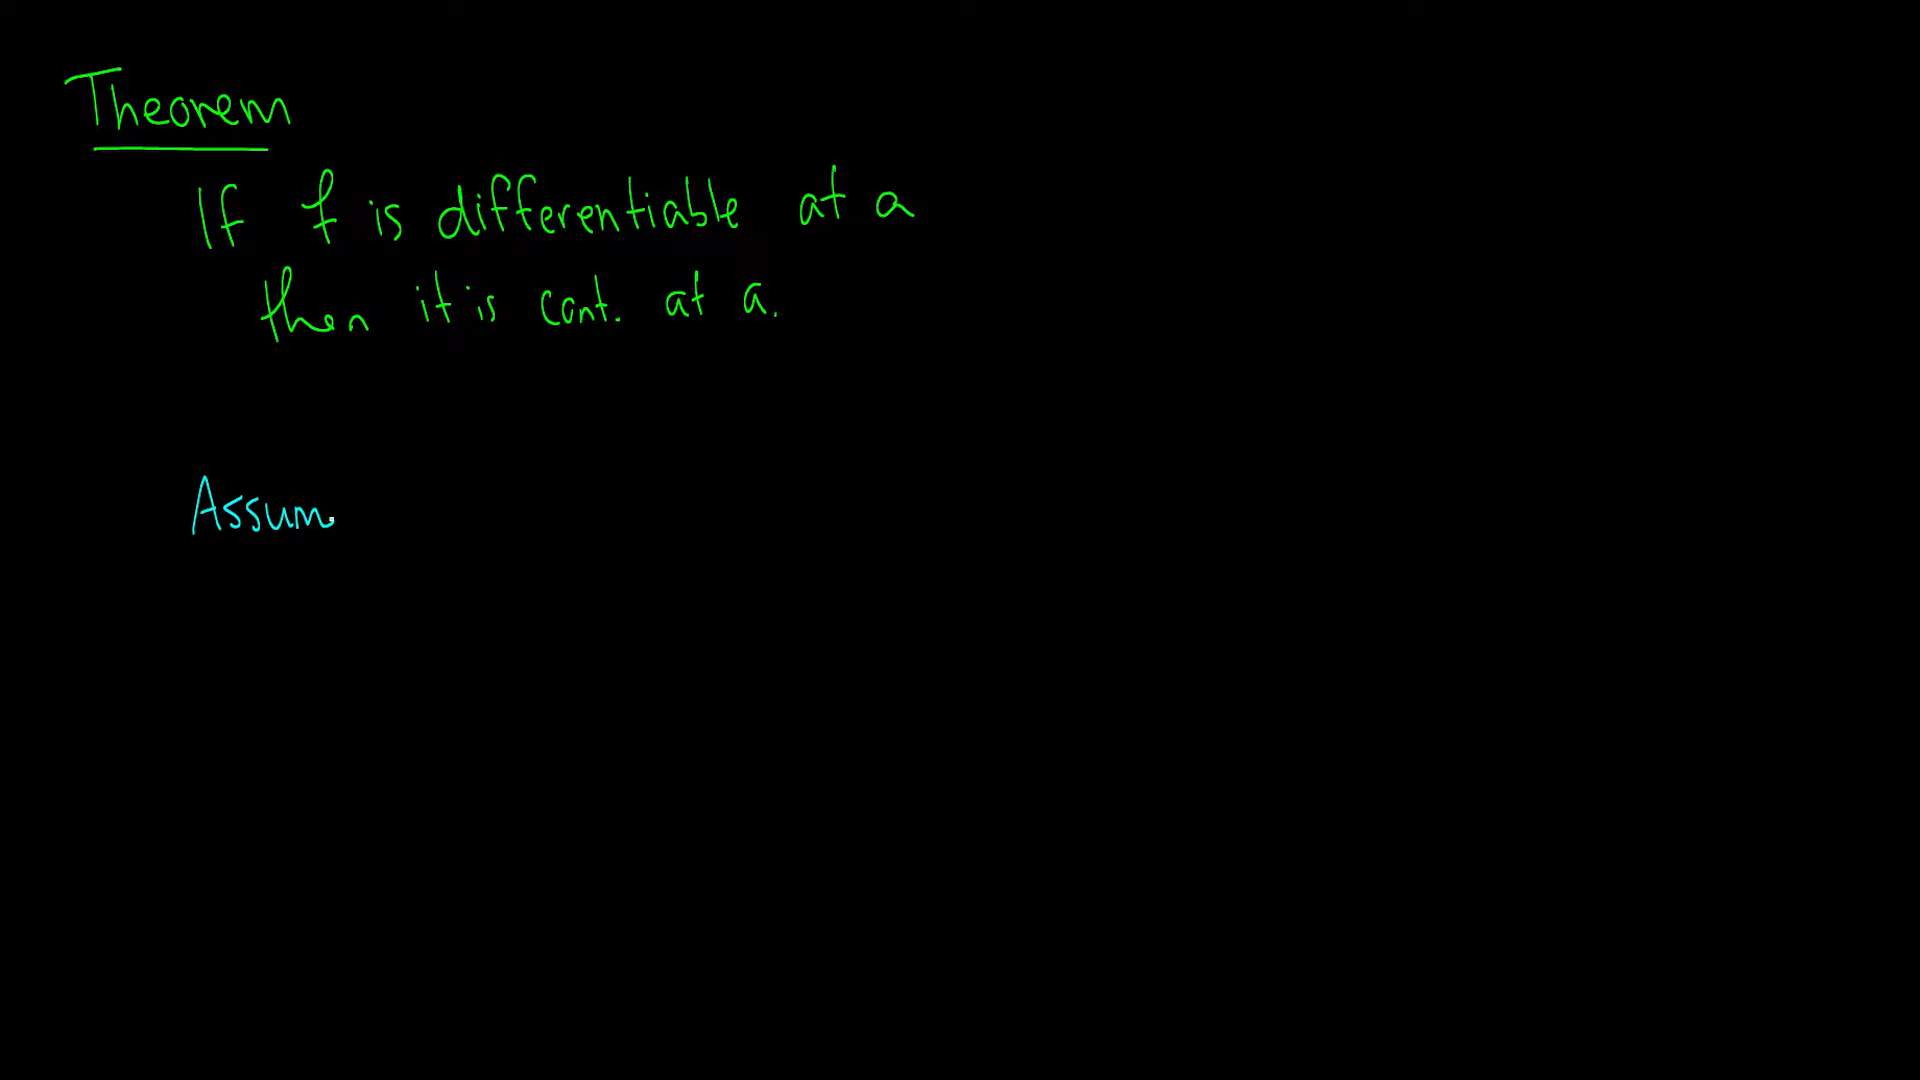 Theorem
If f is differentiable at a
then it is cont. at a.
Assum